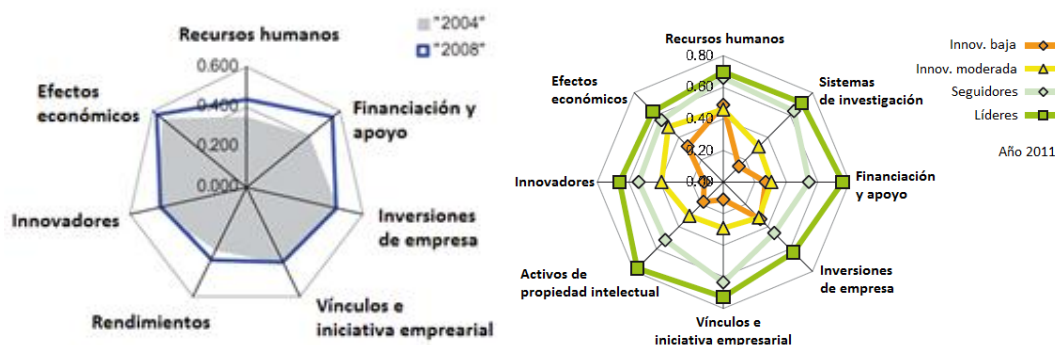 "2004"
"2008"
Recursos humanos
0.600
0.400
0.200
0.000
Efectos
económicos
Financiación y
apoyo
Innovadores
Inversiones
de empresa
Rendimientos
Vínculos e
iniciativa emprearial
Recursos humanos
0.80
0.60
0.40
0.20
0.00
Efectos
económicos
Sistemas
de investigación
Innovadores
Financiación
y apoyo
Activos de
propiedad intelectual
Inversiones
de empresa
Vínculos e
iniciativa empresarial
Innov. baja
Innov. moderada
Seguidores
Líderes
Año 2011